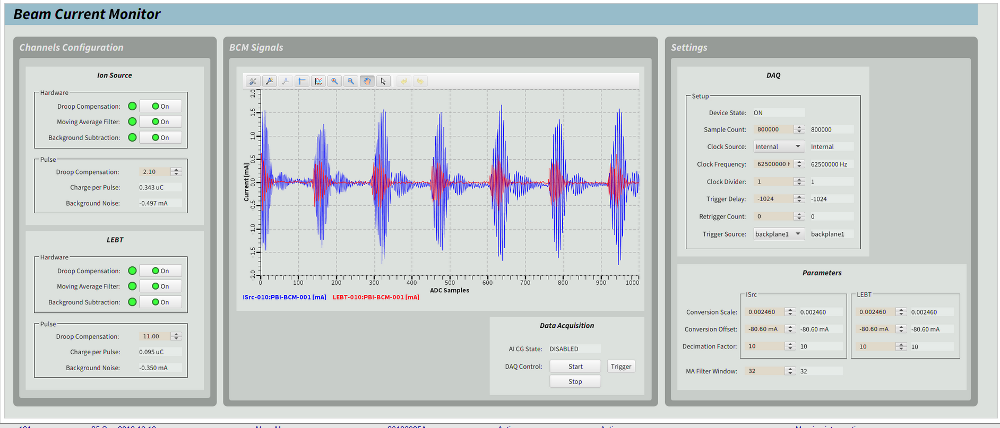 Beam Current Monitor
Channels Configuration
Ion Source
Hardware
Droop Compensation: On
Moving Average Filter: On
Background Subtraction: On
Pulse
Droop Compensation: 2.10
Charge per Pulse: 0.343 uC
Background Noise: -0.497 mA
LEBT
Hardware
Droop Compensation: On
Moving Average Filter: On
Background Subtraction: On
Pulse
Droop Compensation: 11.00
Charge per Pulse: 0.095 uC
Background Noise: -0.350 mA
BCM Signals
2.0
1.5
1.0
0.5
0.0
-0.5
-1.0
-1.5
-2.0
Current [mA]
0 100 200 300 400 500 600 700 800 900 1000
ADC Samples
ISrc-010:PBI-BCM-001 [mA] LEBT-010:PBI-BCM-001 [mA]
Data Acquisition
AI CG State: DISABLED
DAQ Control: Start Trigger
Stop
Settings
DAQ
Setup
Device State: ON
Sample Count: 800000 800000
Clock Source: Internal Internal
Clock Frequency: 62500000 H 62500000 Hz
Clock Divider: 1 1
Trigger Delay: -1024 -1024
Retrigger Count: 0 0
Trigger Source: backplane1 backplane1
Parameters
ISrc LEBT
Conversion Scale: 0.002460 0.002460 0.002460 0.002460
Conversion Offset: -80.60 mA -80.60 mA -80.60 mA -80.60 mA
Decimation Factor: 10 10 10 10
MA Filter Window: 32 32